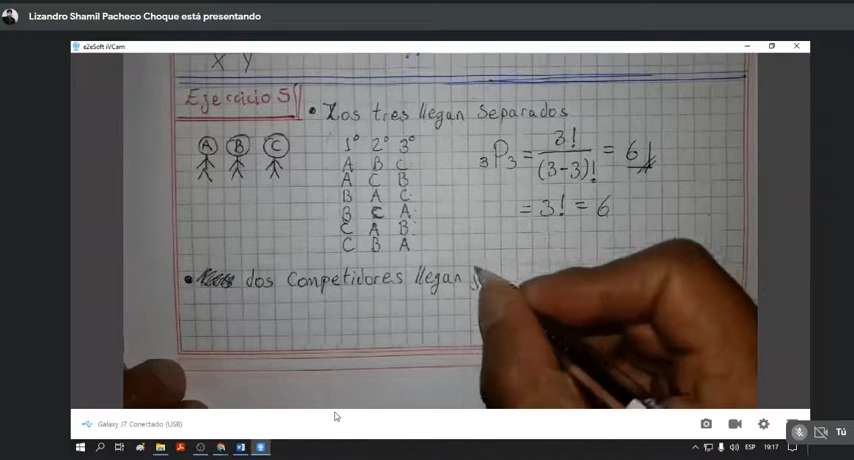 Lizandro Shamil Pacheco Choque está presentando
e2eSoft iVCam
X Y
Ejercicio 5
• Los tres llegan Separados
A B C
1° 2° 3°
A B C
A C B
B A C
B C A
C A B
C B A
₃P₃ = 3! / (3-3)! = 6
= 3! = 6
• dos Competidores llegan
Galaxy J7 Conectado (USB)
Tú
ESP 19:17